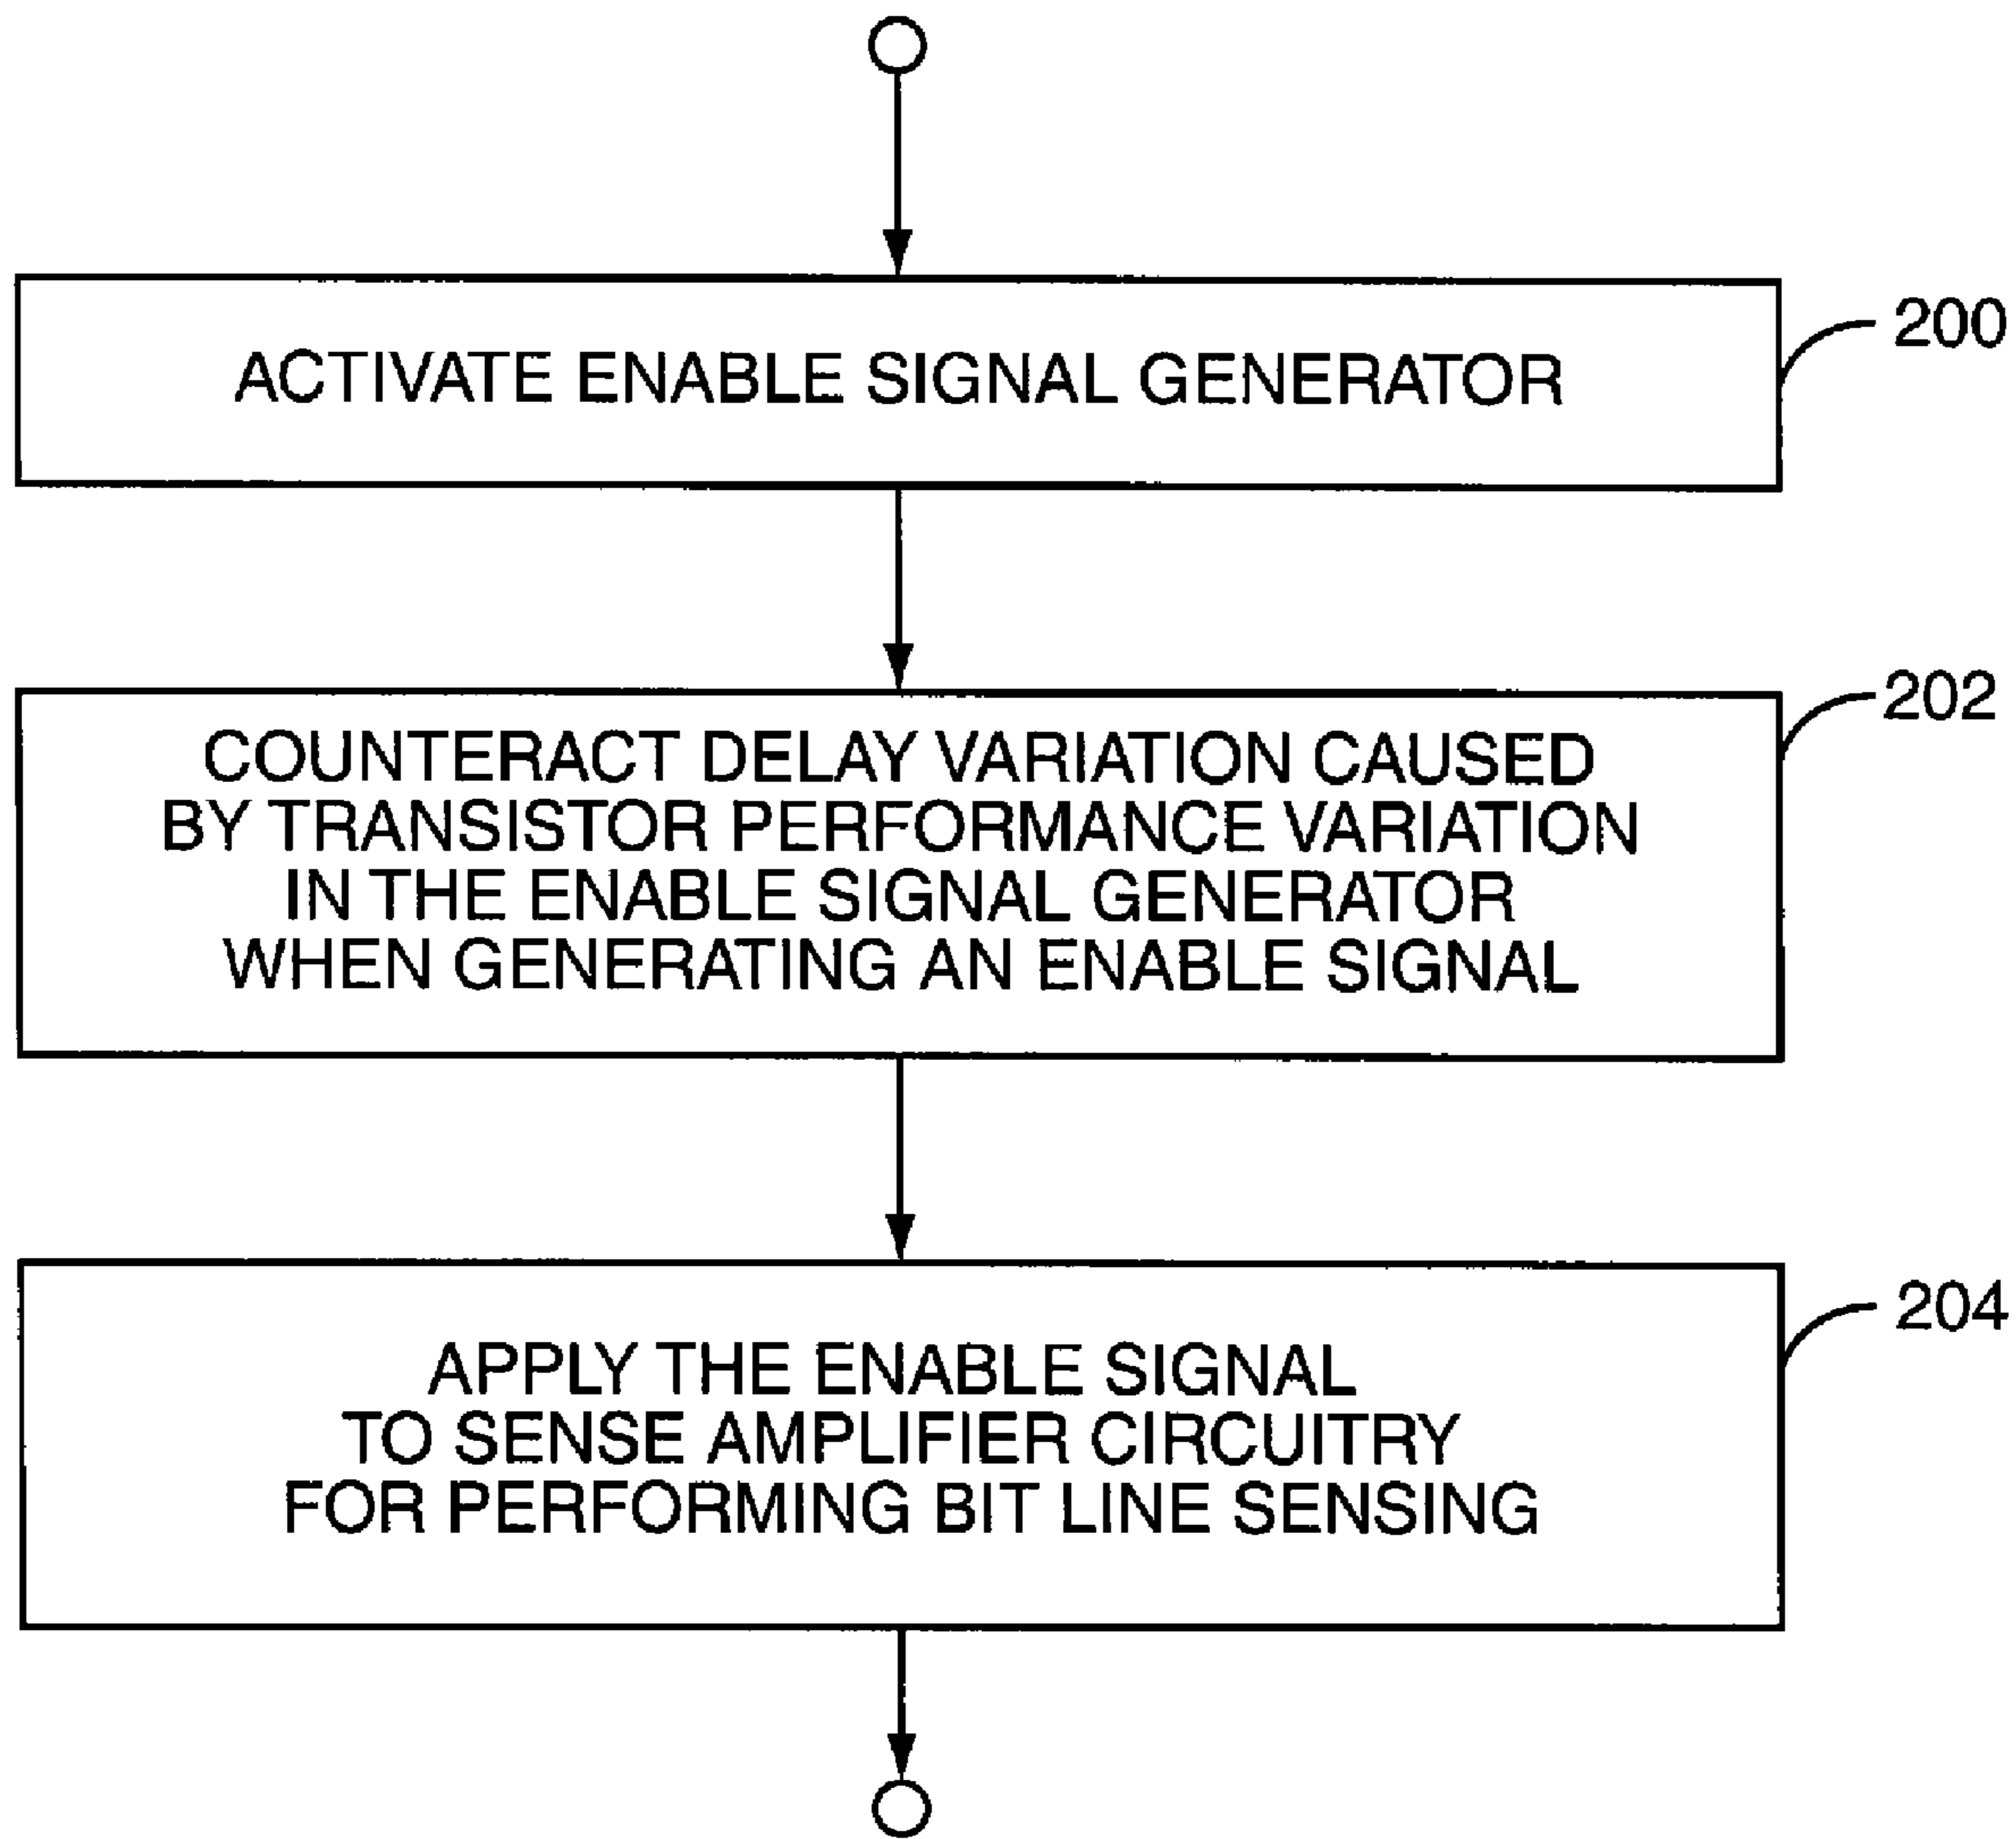 ACTIVATE ENABLE SIGNAL GENERATOR
200
COUNTERACT DELAY VARIATION CAUSED
BY TRANSISTOR PERFORMANCE VARIATION
IN THE ENABLE SIGNAL GENERATOR
WHEN GENERATING AN ENABLE SIGNAL
202
APPLY THE ENABLE SIGNAL
TO SENSE AMPLIFIER CIRCUITRY
FOR PERFORMING BIT LINE SENSING
204